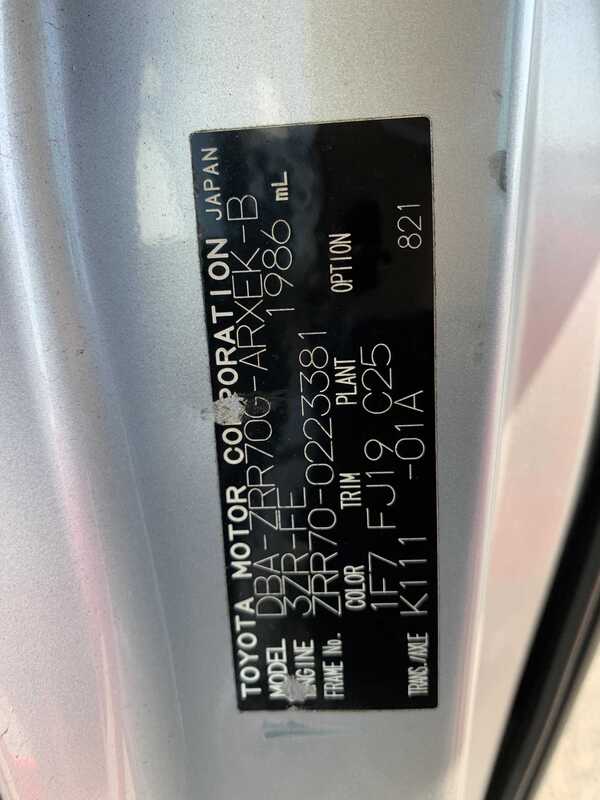 TOYOTA MOTOR CORPORATION JAPAN
MODEL DBA-ZRR70G-ARXEK-B
ENGINE 3ZR-FE 1986 mL
FRAME No. ZRR70-0223381
COLOR TRIM PLANT OPTION
1F7 FJ19 C25 821
TRANS./AXLE K111 -01A